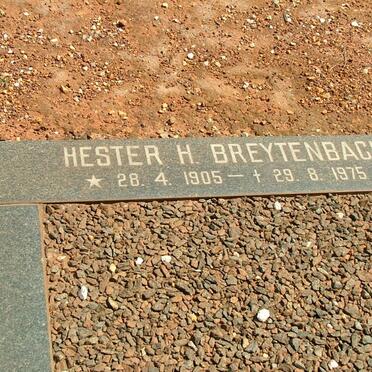 HESTER H. BREYTENBACH
★ 28. 4. 1905 — † 29. 8. 1975